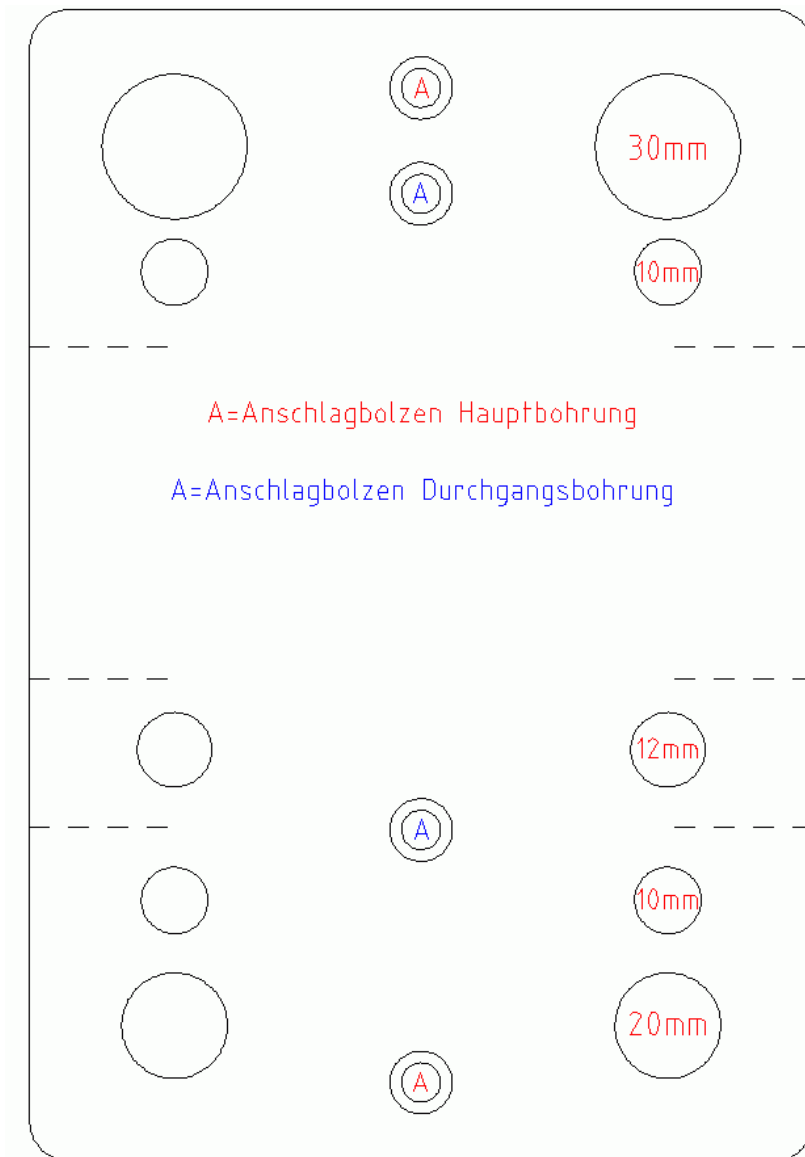 A
30mm
A
10mm
A=Anschlagbolzen Hauptbohrung
A=Anschlagbolzen Durchgangsbohrung
12mm
A
10mm
20mm
A